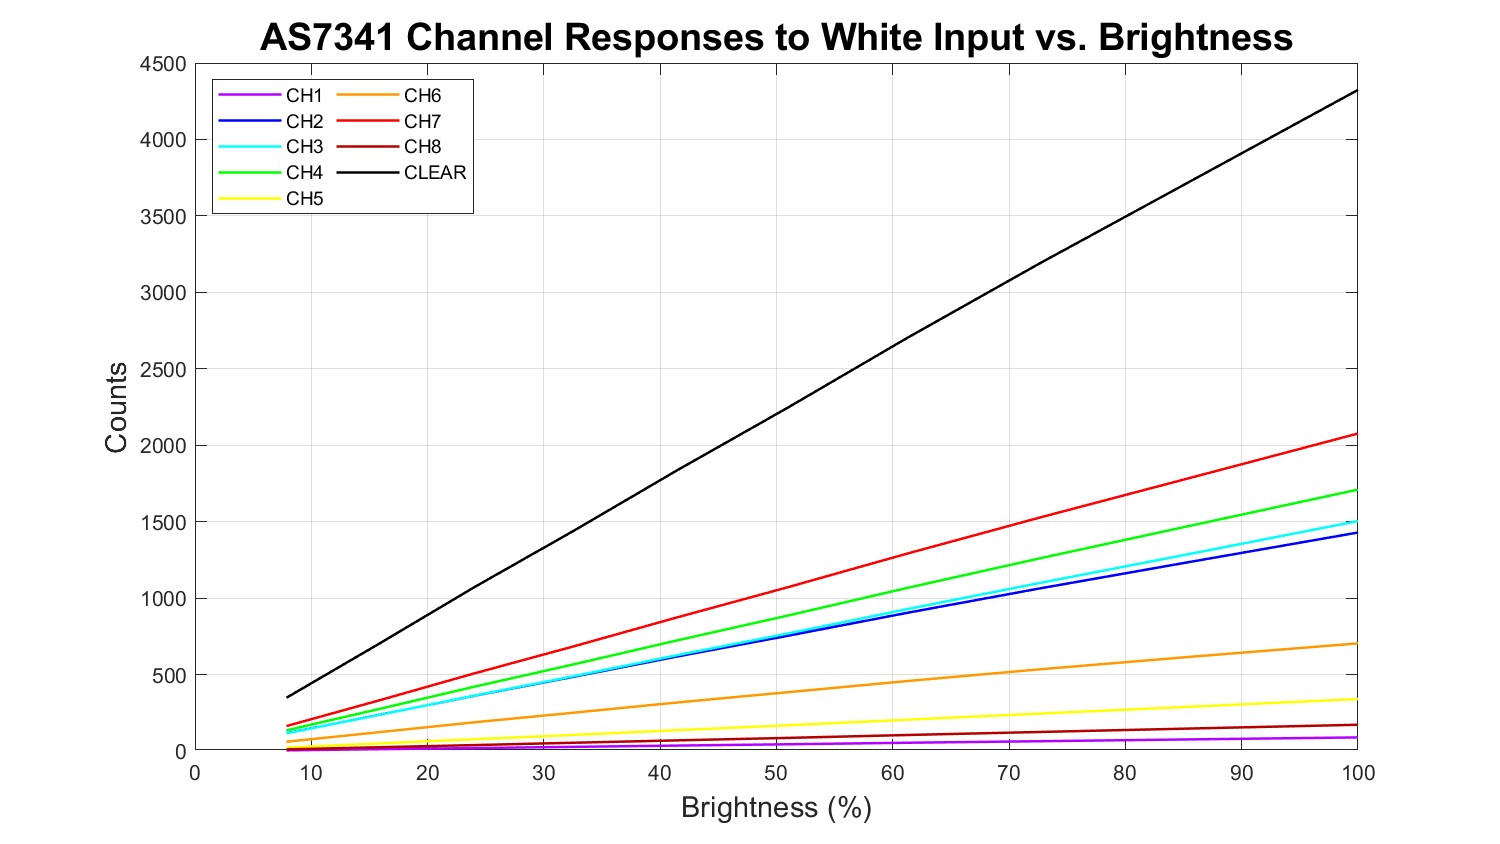 AS7341 Channel Responses to White Input vs. Brightness
4500
4000
3500
3000
2500
2000
1500
1000
500
0
Counts
CH1 CH6
CH2 CH7
CH3 CH8
CH4 CLEAR
CH5
0 10 20 30 40 50 60 70 80 90 100
Brightness (%)